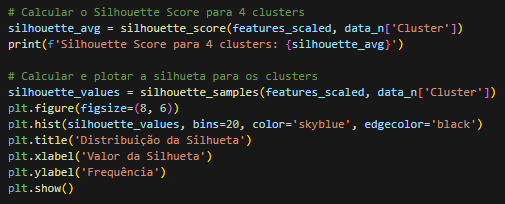 # Calcular o Silhouette Score para 4 clusters
silhouette_avg = silhouette_score(features_scaled, data_n['Cluster'])
print(f'Silhouette Score para 4 clusters: {silhouette_avg}')

# Calcular e plotar a silhueta para os clusters
silhouette_values = silhouette_samples(features_scaled, data_n['Cluster'])
plt.figure(figsize=(8, 6))
plt.hist(silhouette_values, bins=20, color='skyblue', edgecolor='black')
plt.title('Distribuição da Silhueta')
plt.xlabel('Valor da Silhueta')
plt.ylabel('Frequência')
plt.show()